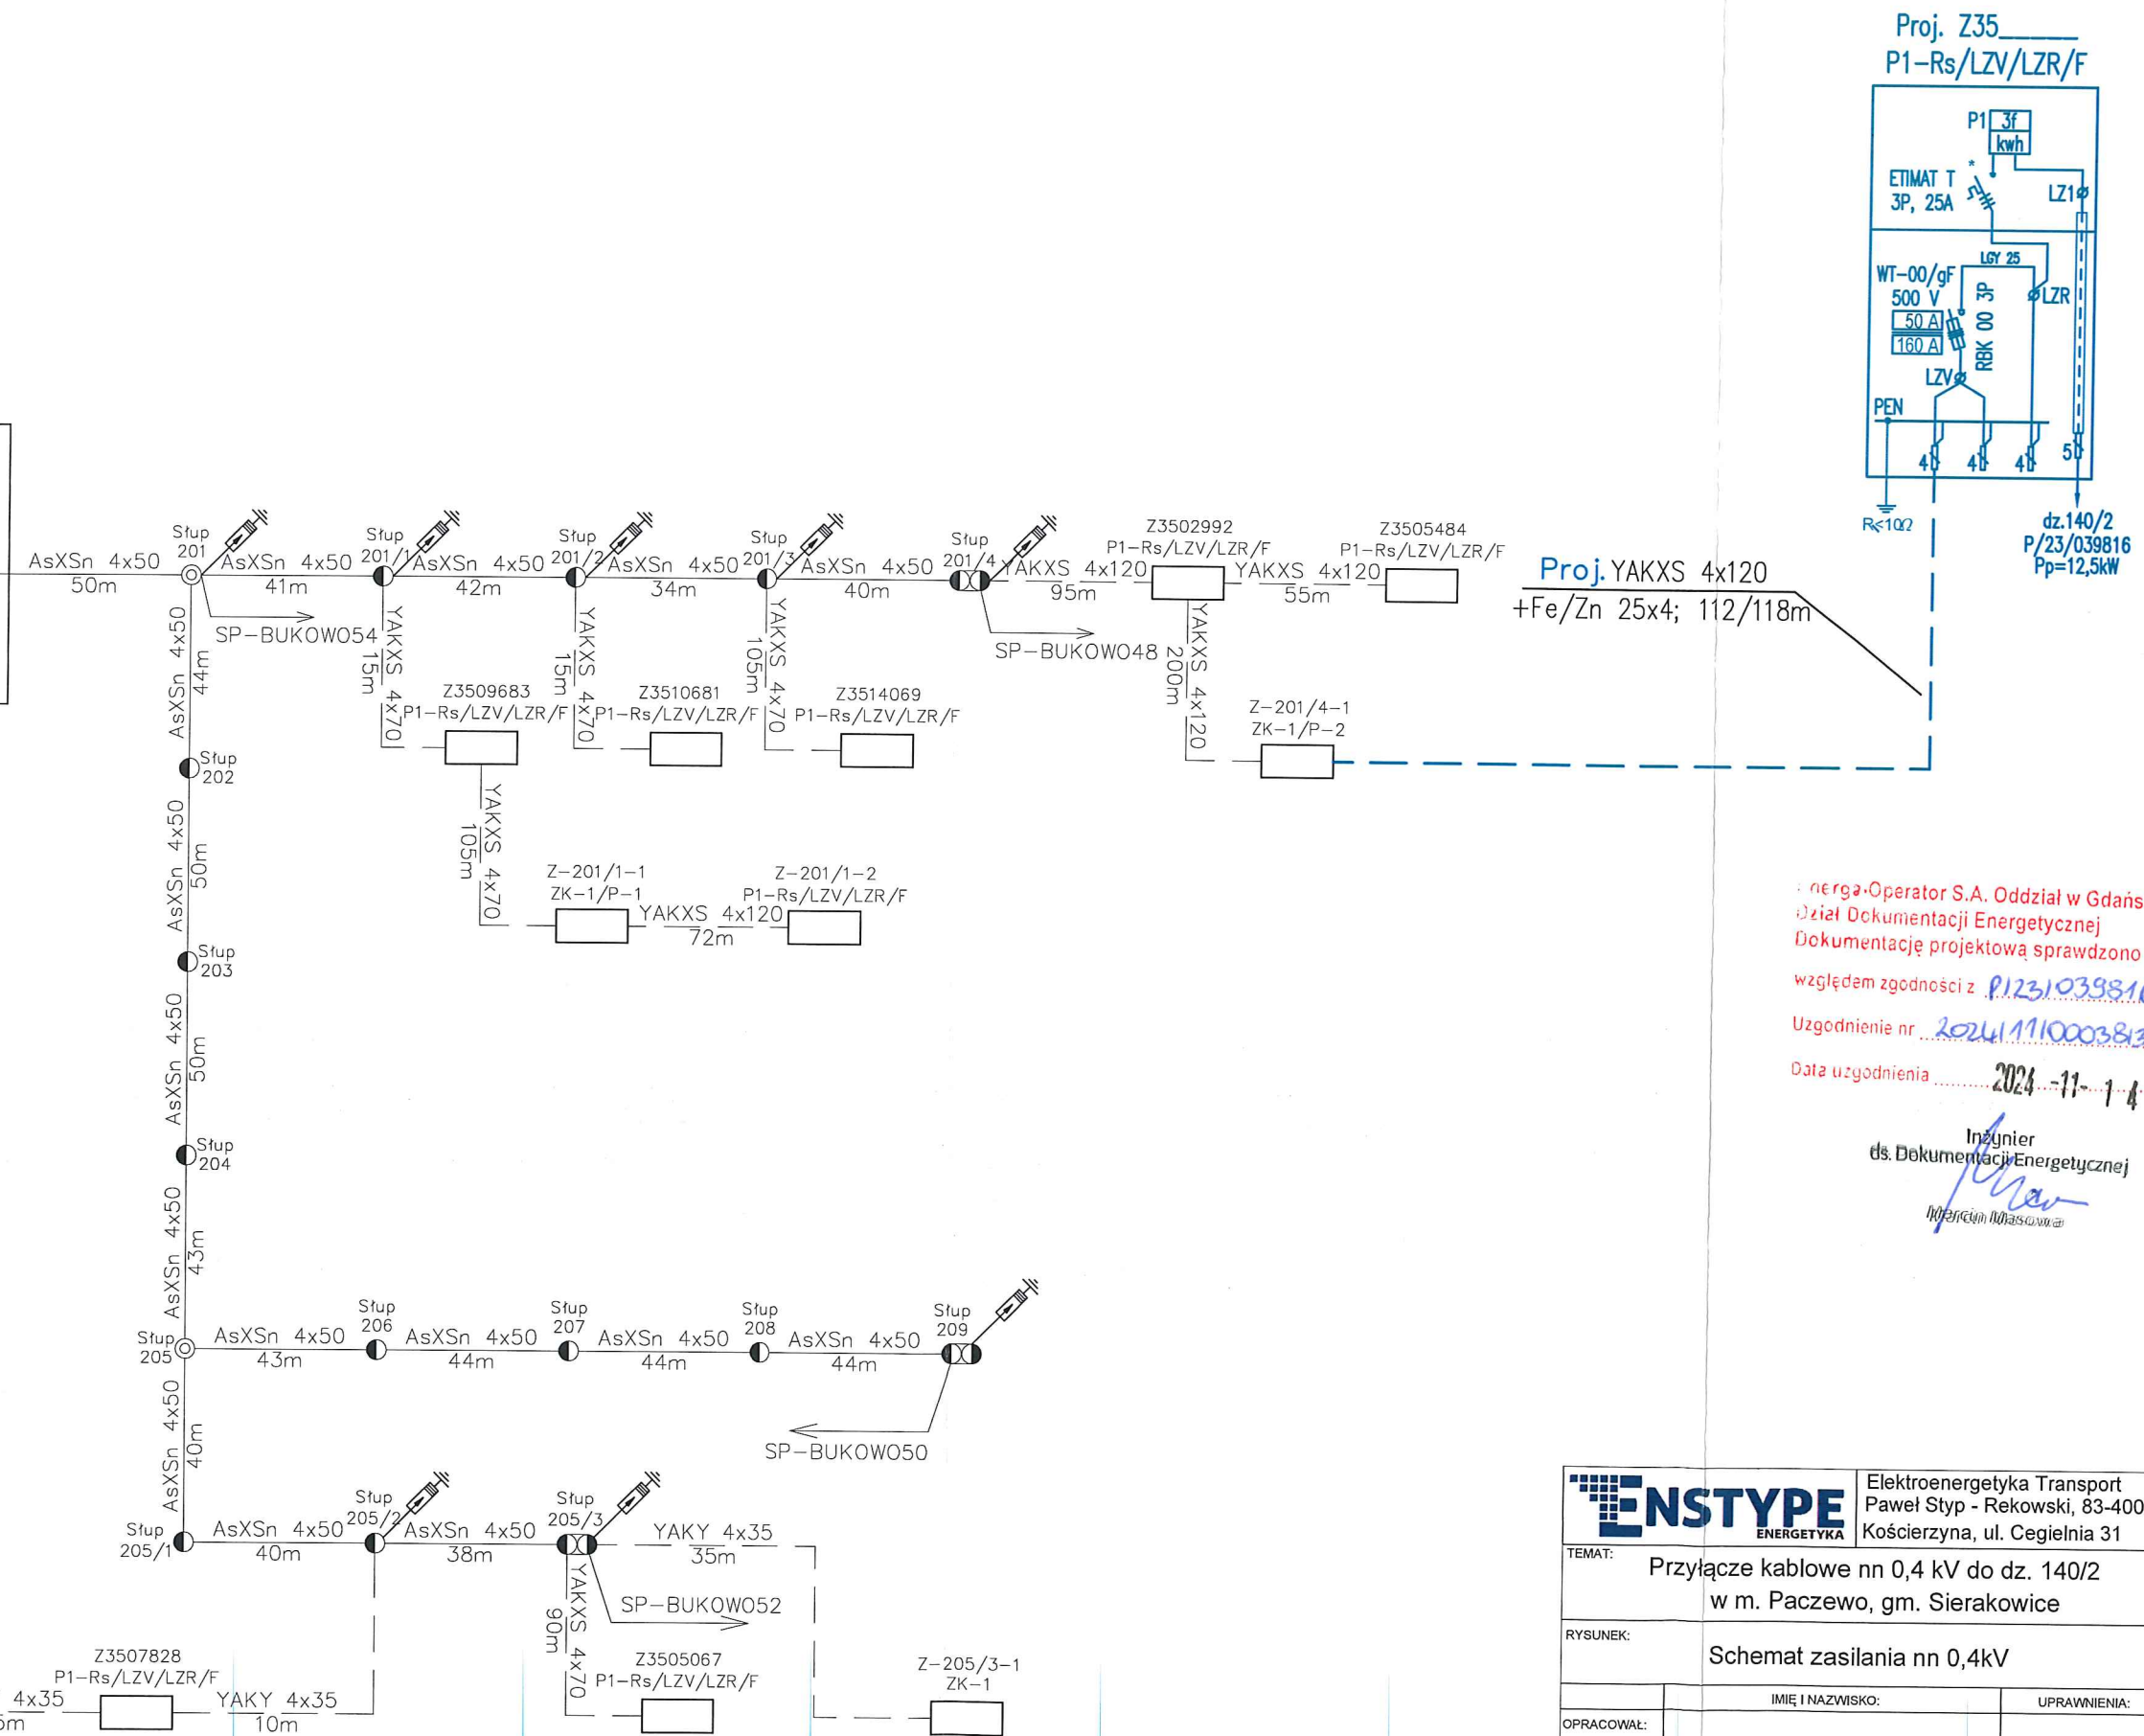 Proj. Z35_____
P1-Rs/LZV/LZR/F
P1 3f
kwh
*
ETIMAT T
3P, 25A
LZ1
LGY 25
WT-00/gF
500 V
50 A
160 A
RBK 00 3P
LZR
LZV
PEN
4 4 4 5
R≤10Ω
dz.140/2
P/23/039816
Pp=12,5kW
Proj. YAKXS 4x120
+Fe/Zn 25x4; 112/118m
AsXSn 4x50
50m
Słup
201
AsXSn 4x50
41m
SP-BUKOWO54
Słup
201/1
AsXSn 4x50
42m
Słup
201/2
AsXSn 4x50
34m
Słup
201/3
AsXSn 4x50
40m
Słup
201/4
YAKXS 4x120
95m
SP-BUKOWO48
Z3502992
P1-Rs/LZV/LZR/F
YAKXS 4x120
55m
Z3505484
P1-Rs/LZV/LZR/F
YAKXS 4x70
15m
Z3509683
P1-Rs/LZV/LZR/F
YAKXS 4x70
15m
Z3510681
P1-Rs/LZV/LZR/F
YAKXS 4x70
105m
Z3514069
P1-Rs/LZV/LZR/F
YAKXS 4x120
200m
Z-201/4-1
ZK-1/P-2
YAKXS 4x70
105m
Z-201/1-1
ZK-1/P-1
YAKXS 4x120
72m
Z-201/1-2
P1-Rs/LZV/LZR/F
AsXSn 4x50
44m
Słup
202
AsXSn 4x50
50m
Słup
203
AsXSn 4x50
50m
Słup
204
AsXSn 4x50
43m
Słup
205
AsXSn 4x50
43m
Słup
206
AsXSn 4x50
44m
Słup
207
AsXSn 4x50
44m
Słup
208
AsXSn 4x50
44m
Słup
209
SP-BUKOWO50
AsXSn 4x50
40m
Słup
205/1
AsXSn 4x50
40m
Słup
205/2
AsXSn 4x50
38m
Słup
205/3
YAKY 4x35
35m
SP-BUKOWO52
YAKXS 4x70
90m
Z3505067
P1-Rs/LZV/LZR/F
Z-205/3-1
ZK-1
Z3507828
P1-Rs/LZV/LZR/F
YAKY 4x35
10m
4x35
nerga-Operator S.A. Oddział w Gdańs
Dział Dokumentacji Energetycznej
Dokumentację projektową sprawdzono
względem zgodności z P/23/039816
Uzgodnienie nr
Data uzgodnienia 2024 -11- 14
Inżynier
ds. Dokumentacji Energetycznej
Marcin Masowa
ENSTYPE
ENERGETYKA
Elektroenergetyka Transport
Paweł Styp - Rekowski, 83-400
Kościerzyna, ul. Cegielnia 31
TEMAT:
Przyłącze kablowe nn 0,4 kV do dz. 140/2
w m. Paczewo, gm. Sierakowice
RYSUNEK:
Schemat zasilania nn 0,4kV
IMIĘ I NAZWISKO:
UPRAWNIENIA:
OPRACOWAŁ: